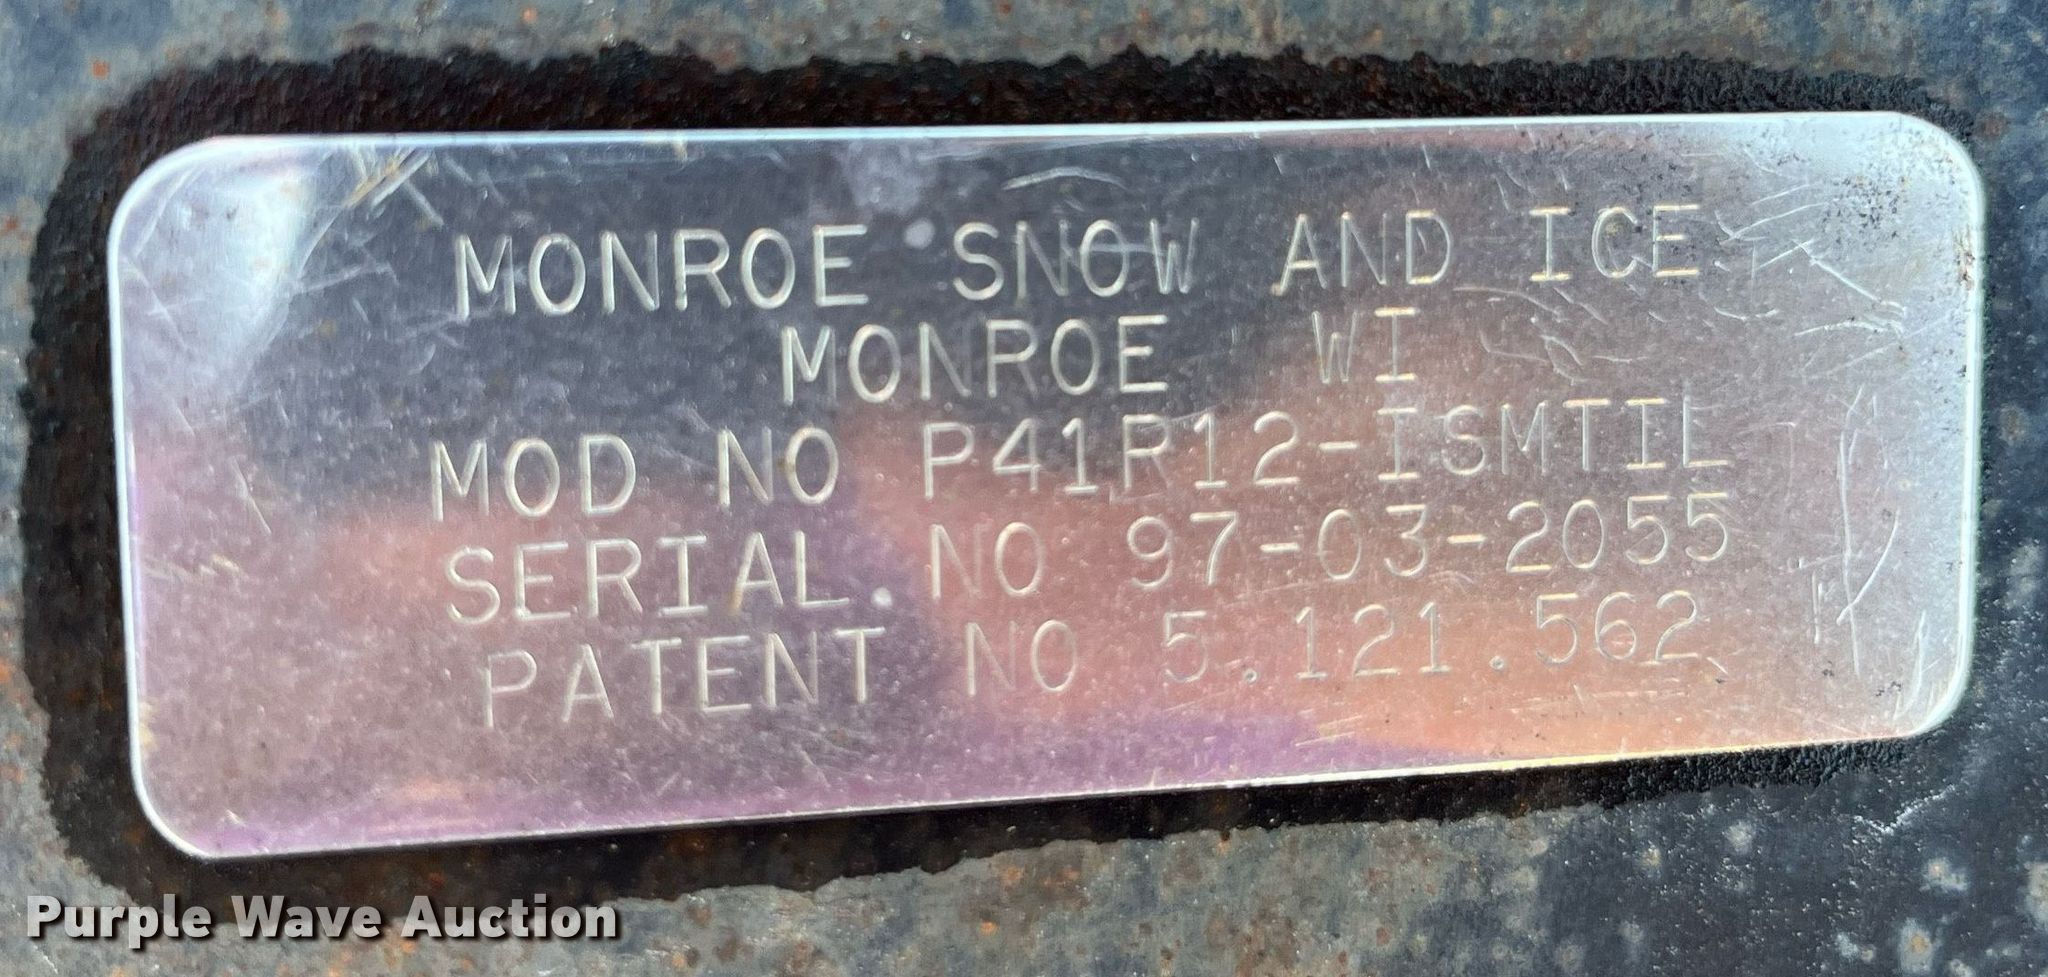 MONROE SNOW AND ICE
MONROE WI
MOD NO P41R12-ISMTIL
SERIAL NO 97-03-2055
PATENT NO 5.121.562
Purple Wave Auction